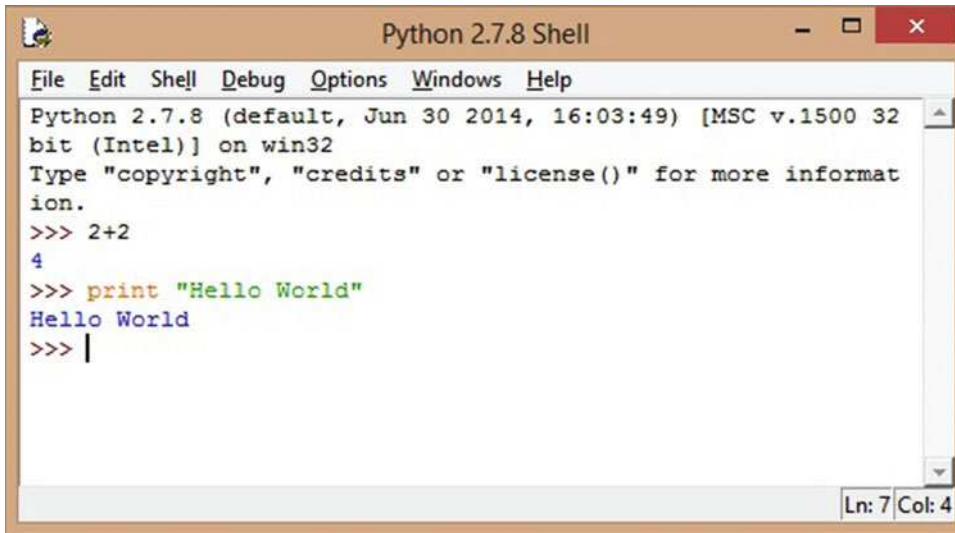 Python 2.7.8 Shell
File Edit Shell Debug Options Windows Help
Python 2.7.8 (default, Jun 30 2014, 16:03:49) [MSC v.1500 32
bit (Intel)] on win32
Type "copyright", "credits" or "license()" for more informat
ion.
>>> 2+2
4
>>> print "Hello World"
Hello World
>>>
Ln: 7 Col: 4